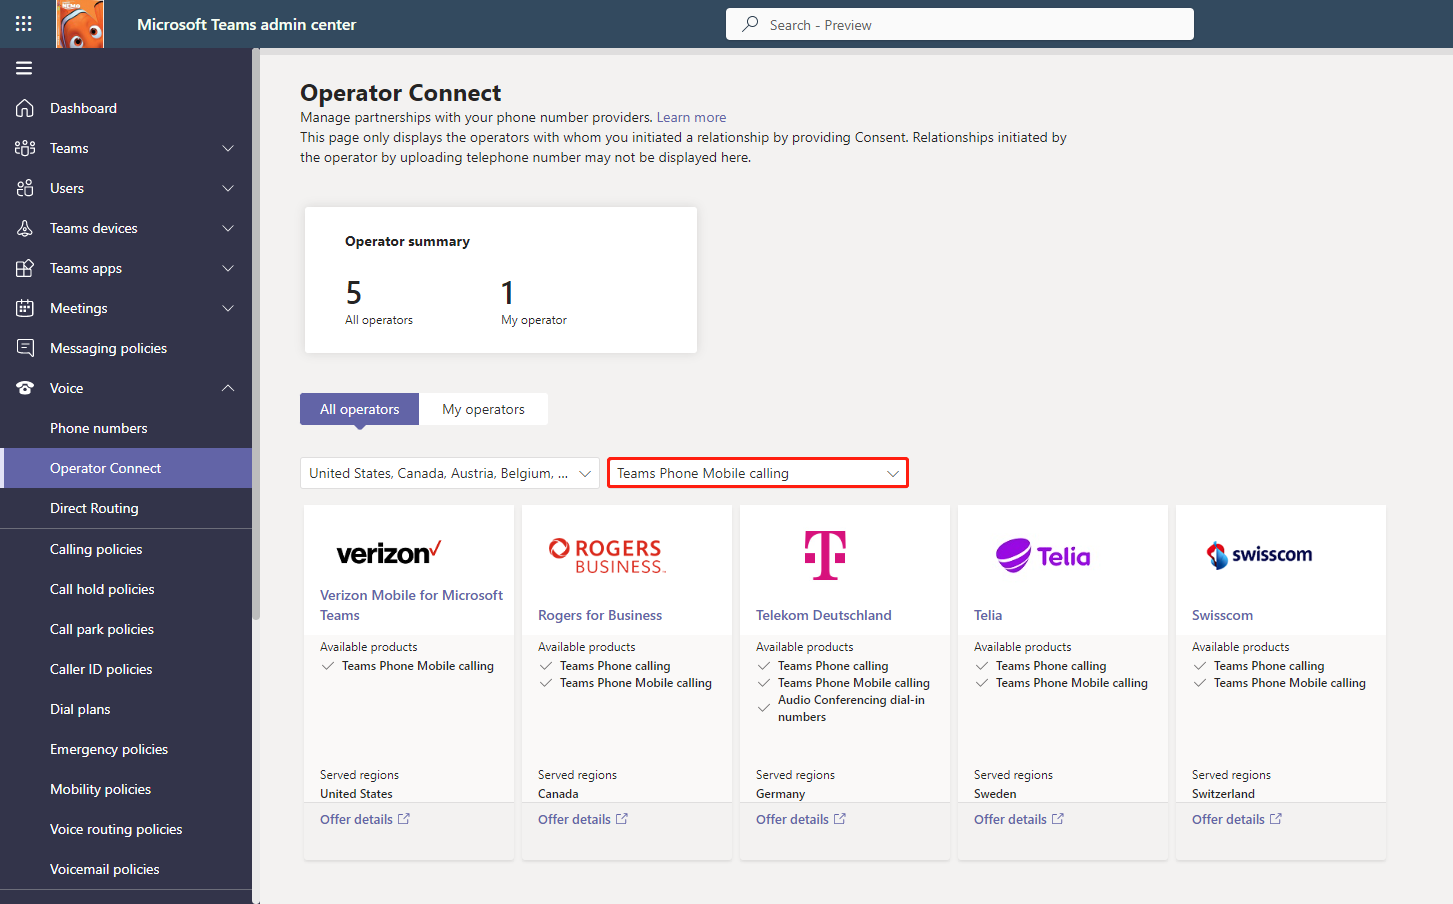 NEMO
Microsoft Teams admin center
Search - Preview
Dashboard
Teams
Users
Teams devices
Teams apps
Meetings
Messaging policies
Voice
Phone numbers
Operator Connect
Direct Routing
Calling policies
Call hold policies
Call park policies
Caller ID policies
Dial plans
Emergency policies
Mobility policies
Voice routing policies
Voicemail policies
Operator Connect
Manage partnerships with your phone number providers. Learn more
This page only displays the operators with whom you initiated a relationship by providing Consent. Relationships initiated by
the operator by uploading telephone number may not be displayed here.
Operator summary
5
All operators
1
My operator
All operators
My operators
United States, Canada, Austria, Belgium, ...
Teams Phone Mobile calling
verizon
Verizon Mobile for Microsoft
Teams
Available products
Teams Phone Mobile calling
Served regions
United States
Offer details
ROGERS
BUSINESS™
Rogers for Business
Available products
Teams Phone calling
Teams Phone Mobile calling
Served regions
Canada
Offer details
T
Telekom Deutschland
Available products
Teams Phone calling
Teams Phone Mobile calling
Audio Conferencing dial-in
numbers
Served regions
Germany
Offer details
Telia
Telia
Available products
Teams Phone calling
Teams Phone Mobile calling
Served regions
Sweden
Offer details
swisscom
Swisscom
Available products
Teams Phone calling
Teams Phone Mobile calling
Served regions
Switzerland
Offer details